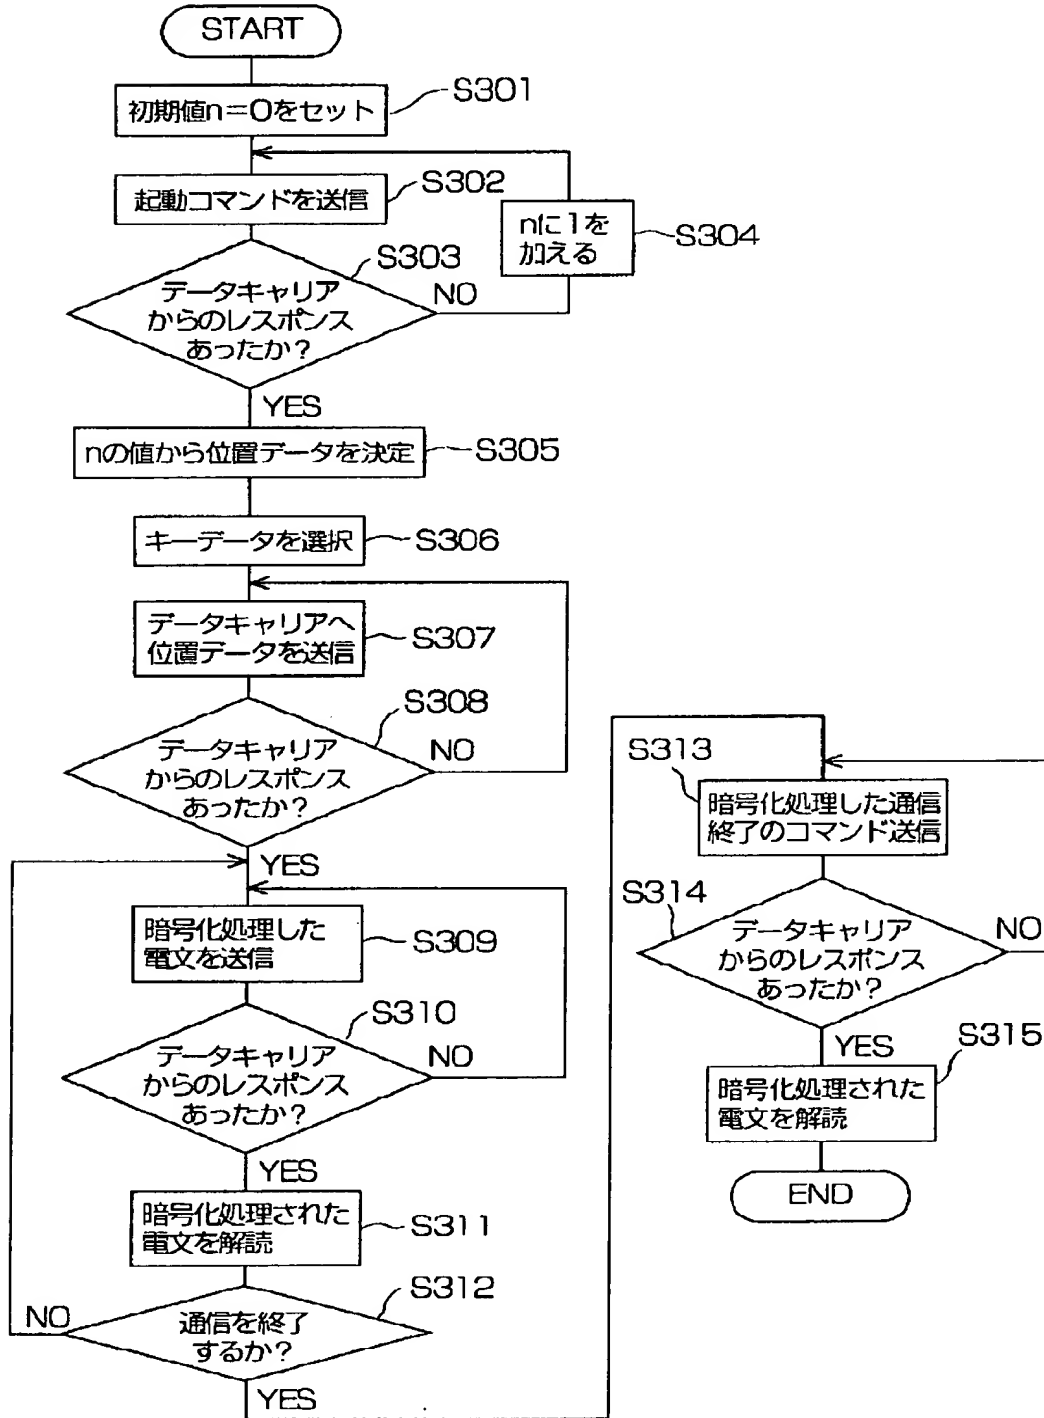 START
初期値n=0をセット
S301
起動コマンドを送信
S302
nに1を
加える
S304
S303
データキャリア
からのレスポンス
あったか?
NO
YES
nの値から位置データを決定
S305
キーデータを選択
S306
データキャリアへ
位置データを送信
S307
S308
データキャリア
からのレスポンス
あったか?
NO
YES
暗号化処理した
電文を送信
S309
S310
データキャリア
からのレスポンス
あったか?
NO
YES
暗号化処理された
電文を解読
S311
S312
通信を終了
するか?
NO
YES
S313
暗号化処理した通信
終了のコマンド送信
S314
データキャリア
からのレスポンス
あったか?
NO
YES
S315
暗号化処理された
電文を解読
END